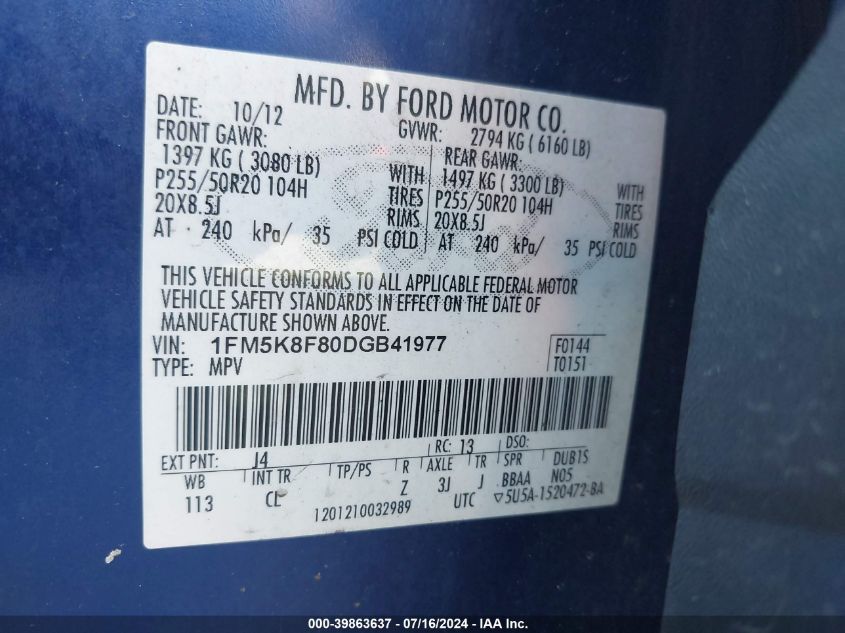 MFD. BY FORD MOTOR CO.
DATE: 10/12 GVWR: 2794 KG ( 6160 LB)
FRONT GAWR: REAR GAWR:
1397 KG ( 3080 LB) WITH 1497 KG ( 3300 LB) WITH
P255/50R20 104H TIRES P255/50R20 104H TIRES
20X8.5J RIMS 20X8.5J RIMS
AT 240 kPa/ 35 PSI COLD AT 240 kPa/ 35 PSI COLD
THIS VEHICLE CONFORMS TO ALL APPLICABLE FEDERAL MOTOR
VEHICLE SAFETY STANDARDS IN EFFECT ON THE DATE OF
MANUFACTURE SHOWN ABOVE.
VIN: 1FM5K8F80DGB41977 F0144
TYPE: MPV T0151
EXT PNT: J4 RC: 13 DSO:
WB INT TR TP/PS R AXLE TR SPR DUB1S
113 CL Z 3J J BBAA N05
1201210032989 UTC ▽5U5A-1520472-BA
000-39863637 / 07/16/2024 / IAA Inc.